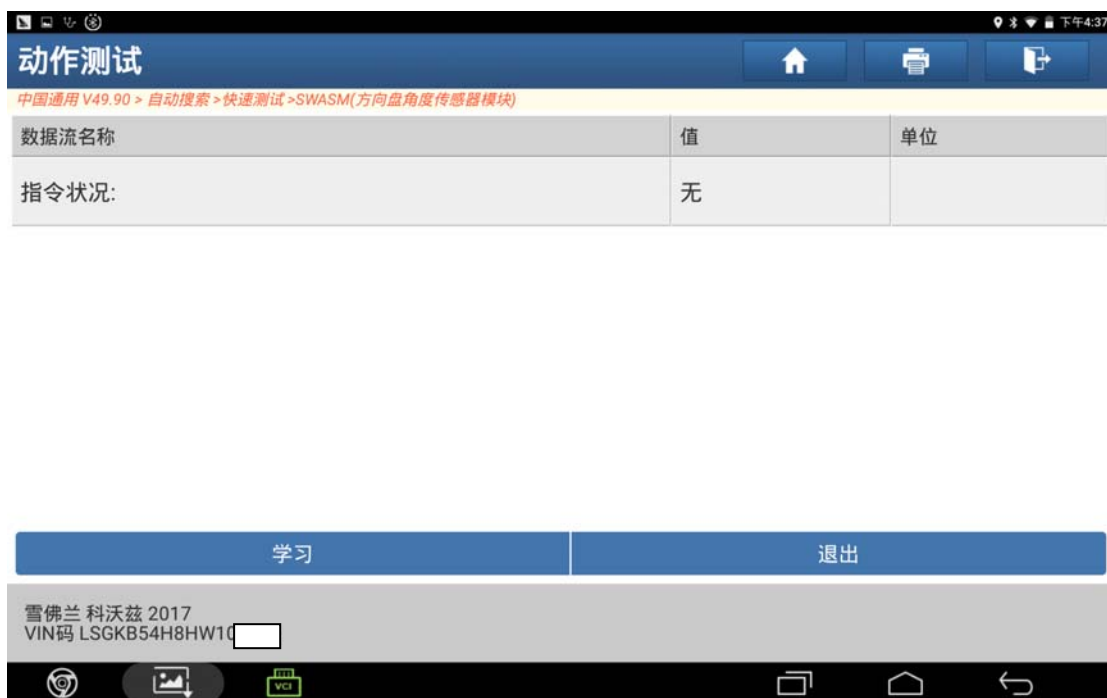 下午4:37
动作测试
中国通用 V49.90 > 自动搜索 >快速测试 >SWASM(方向盘角度传感器模块)
数据流名称 值 单位
指令状况: 无
学习 退出
雪佛兰 科沃兹 2017
VIN码 LSGKB54H8HW10
VCI